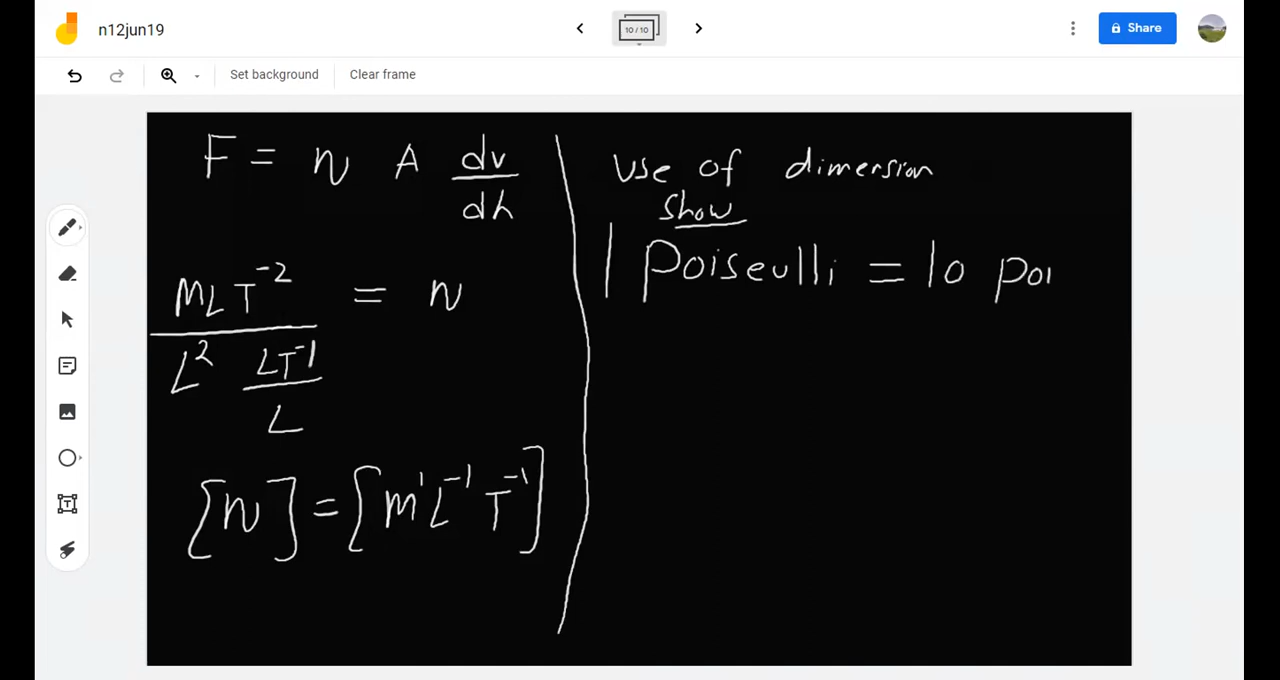 n12jun19
10 / 10
Share
Set background
Clear frame
F = η A dv/dh
MLT⁻² / L² LT⁻¹/L = η
[η] = [M¹L⁻¹T⁻¹]
Use of dimersion
show
1 Poiseulli = 10 poi